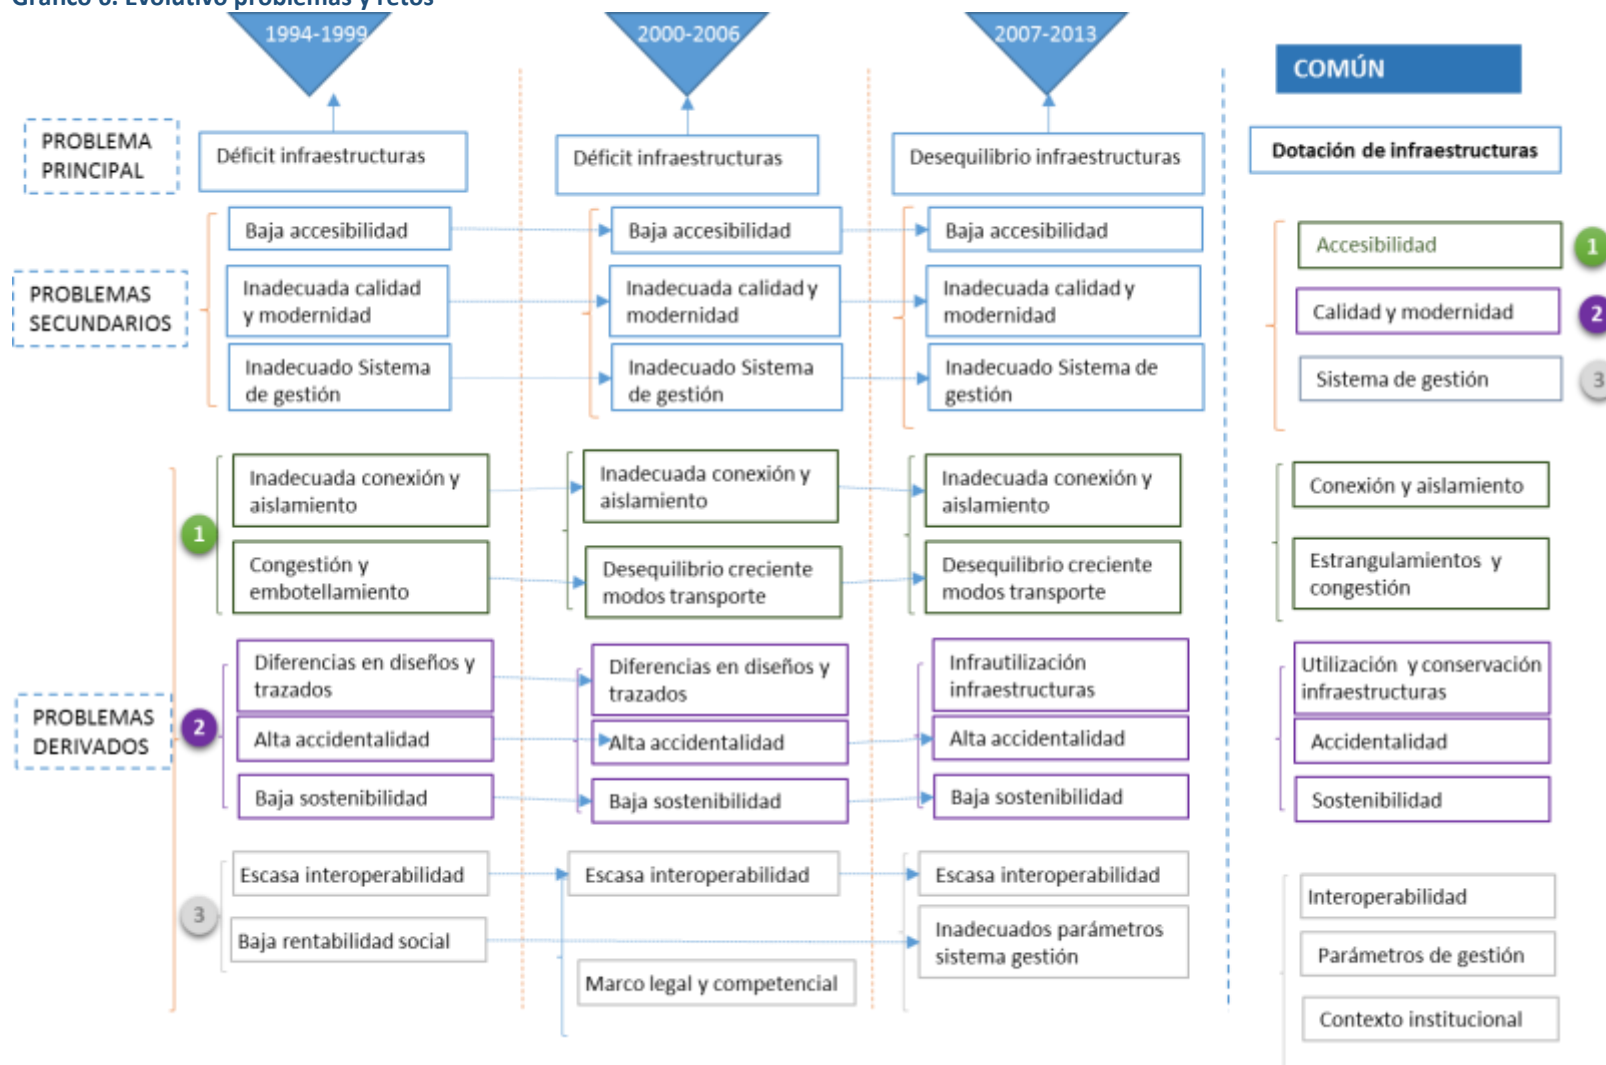 Gráfico 6. Evolutivo problemas y retos
1994-1999
2000-2006
2007-2013
COMÚN
PROBLEMA
PRINCIPAL
Déficit infraestructuras
Déficit infraestructuras
Desequilibrio infraestructuras
Dotación de infraestructuras
PROBLEMAS
SECUNDARIOS
Baja accesibilidad
Baja accesibilidad
Baja accesibilidad
Accesibilidad
1
Inadecuada calidad
y modernidad
Inadecuada calidad y
modernidad
Inadecuada calidad y
modernidad
Calidad y modernidad
2
Inadecuado Sistema
de gestión
Inadecuado Sistema
de gestión
Inadecuado Sistema de
gestión
Sistema de gestión
3
PROBLEMAS
DERIVADOS
1
Inadecuada conexión y
aislamiento
Inadecuada conexión y
aislamiento
Inadecuada conexión y
aislamiento
Conexión y aislamiento
Congestión y
embotellamiento
Desequilibrio creciente
modos transporte
Desequilibrio creciente
modos transporte
Estrangulamientos y
congestión
2
Diferencias en diseños y
trazados
Diferencias en diseños y
trazados
Infrautilización
infraestructuras
Utilización y conservación
infraestructuras
Alta accidentalidad
Alta accidentalidad
Alta accidentalidad
Accidentalidad
Baja sostenibilidad
Baja sostenibilidad
Baja sostenibilidad
Sostenibilidad
3
Escasa interoperabilidad
Escasa interoperabilidad
Escasa interoperabilidad
Interoperabilidad
Baja rentabilidad social
Marco legal y competencial
Inadecuados parámetros
sistema gestión
Parámetros de gestión
Contexto institucional